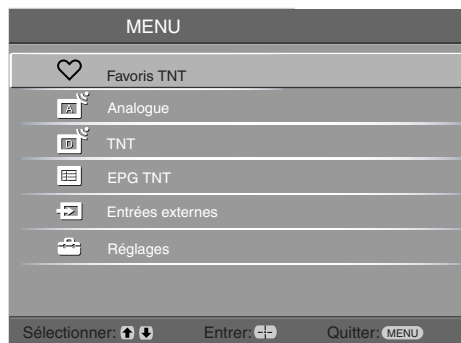 MENU
Favoris TNT
A Analogue
D TNT
EPG TNT
Entrées externes
Réglages
Sélectionner: Entrer: Quitter: MENU